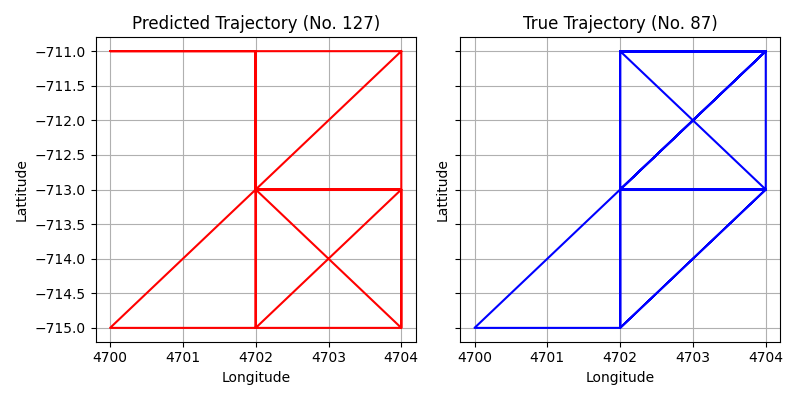 Predicted Trajectory (No. 127)
True Trajectory (No. 87)
−711.0
−711.5
−712.0
−712.5
−713.0
−713.5
−714.0
−714.5
−715.0
Lattitude
Lattitude
4700 4701 4702 4703 4704
4700 4701 4702 4703 4704
Longitude
Longitude